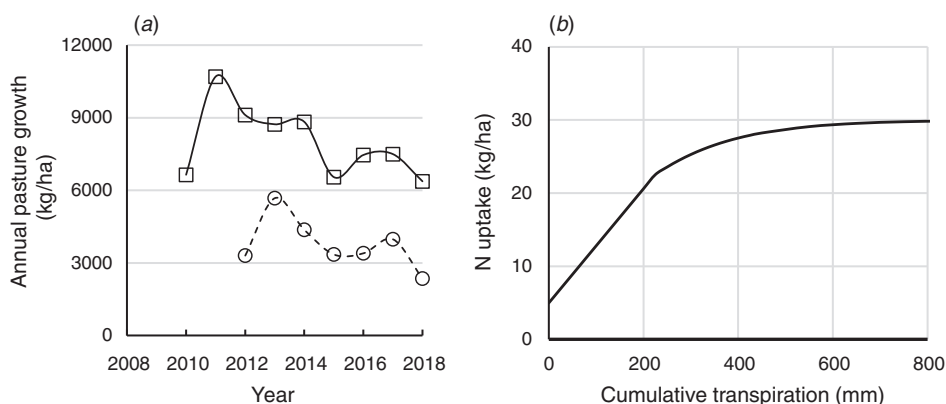 (a)
12000
9000
6000
3000
0
Annual pasture growth
(kg/ha)
2008 2010 2012 2014 2016 2018
Year
(b)
40
30
20
10
0
N uptake (kg/ha)
0 200 400 600 800
Cumulative transpiration (mm)